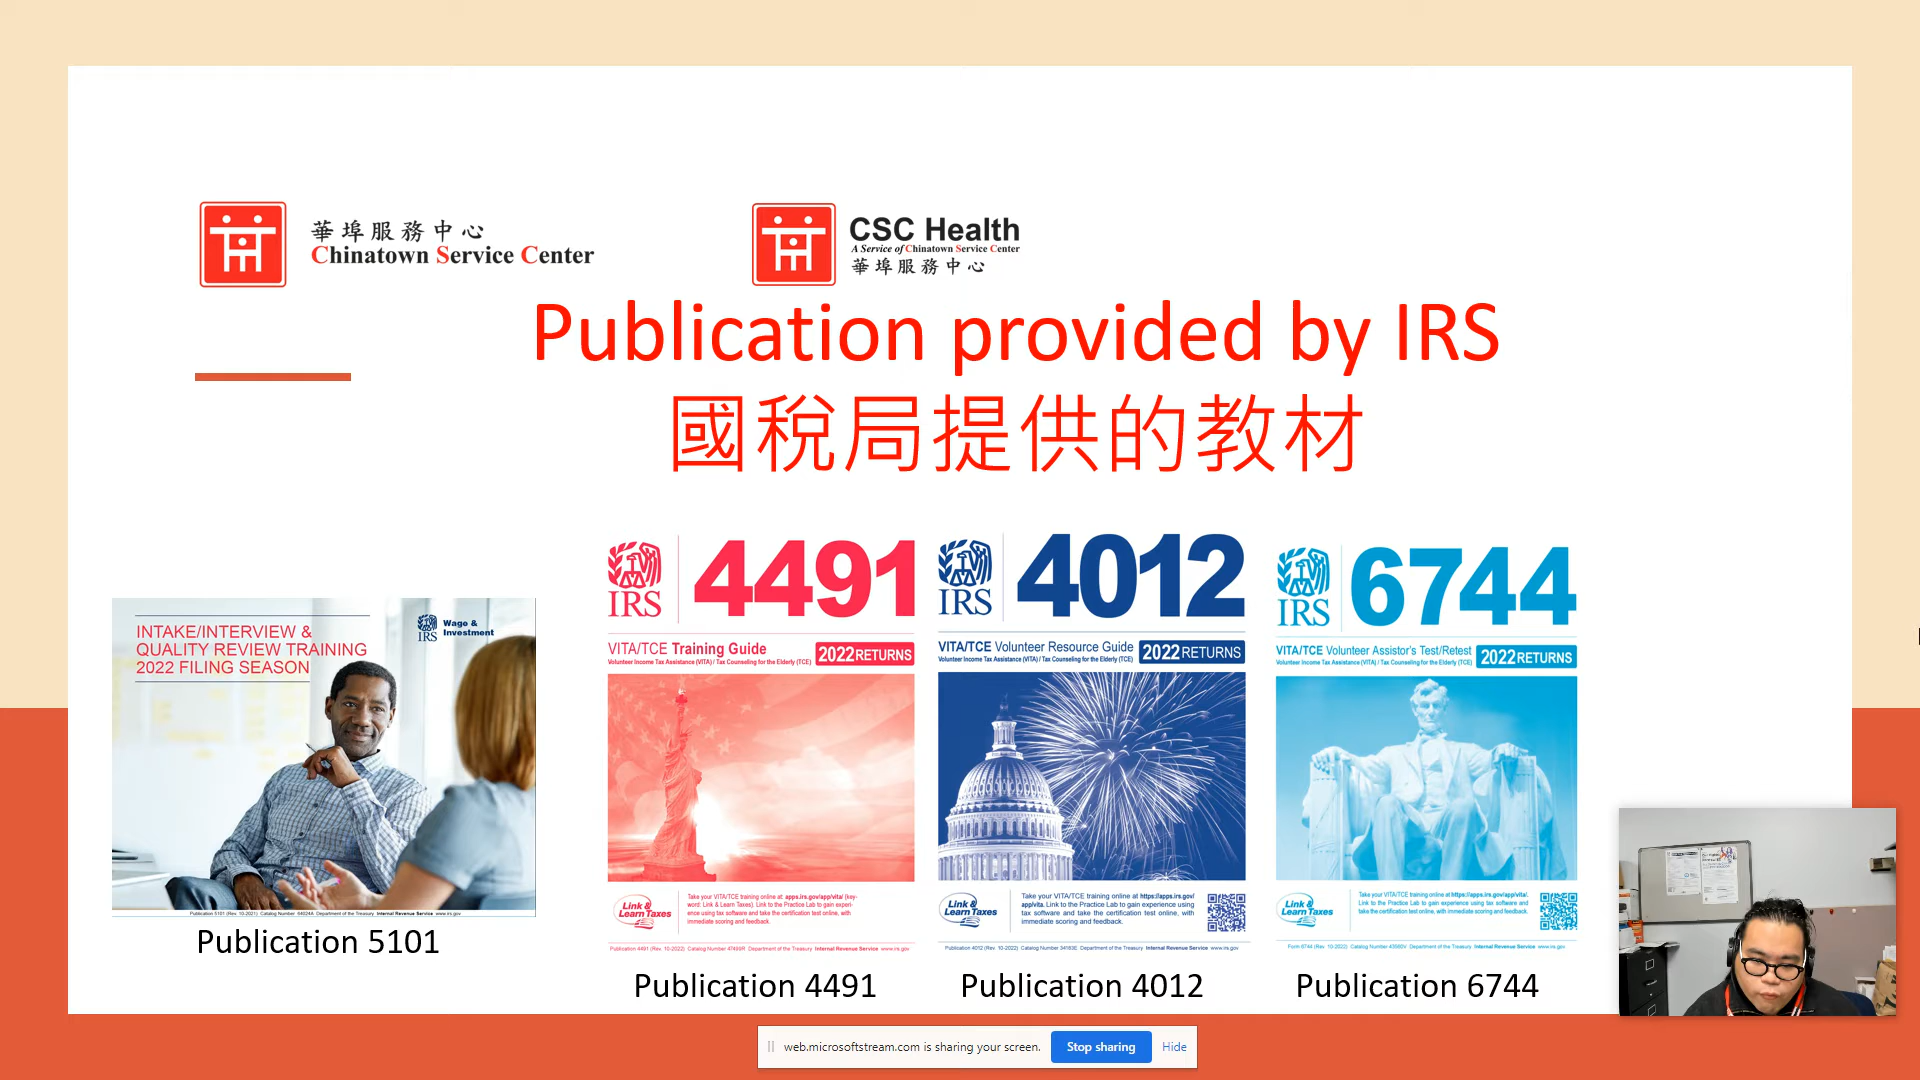 華埠服務中心
Chinatown Service Center
CSC Health
A Service of Chinatown Service Center
華埠服務中心
Publication provided by IRS
國稅局提供的教材
INTAKE/INTERVIEW &
QUALITY REVIEW TRAINING
2022 FILING SEASON
IRS
Wage &
Investment
Publication 5101 (Rev. 10-2021) Catalog Number 94024A Department of the Treasury Internal Revenue Service www.irs.gov
Publication 5101
IRS
4491
VITA/TCE Training Guide
Volunteer Income Tax Assistance (VITA) / Tax Counseling for the Elderly (TCE)
2022 RETURNS
Link &
Learn Taxes
Take your VITA/TCE training online at apps.irs.gov/app/vital (key-
word: Link & Learn Taxes). Link to the Practice Lab to gain experi-
ence using tax software and take the certification test online, with
immediate scoring and feedback.
Publication 4491 (Rev. 10-2022) Catalog Number 47499R Department of the Treasury Internal Revenue Service www.irs.gov
Publication 4491
IRS
4012
VITA/TCE Volunteer Resource Guide
Volunteer Income Tax Assistance (VITA) / Tax Counseling for the Elderly (TCE)
2022 RETURNS
Link &
Learn Taxes
Take your VITA/TCE training online at https://apps.irs.gov/
app/vita. Link to the Practice Lab to gain experience using
tax software and take the certification test online, with
immediate scoring and feedback.
Publication 4012 (Rev. 10-2022) Catalog Number 34183E Department of the Treasury Internal Revenue Service www.irs.gov
Publication 4012
IRS
6744
VITA/TCE Volunteer Assistor's Test/Retest
Volunteer Income Tax Assistance (VITA) / Tax Counseling for the Elderly (TCE)
2022 RETURNS
Link &
Learn Taxes
Take your VITA/TCE training online at https://apps.irs.gov/app/vita/.
Link to the Practice Lab to gain experience using tax software and
take the certification test online, with immediate scoring and feedback.
Form 6744 (Rev. 10-2022) Catalog Number 43980V Department of the Treasury Internal Revenue Service www.irs.gov
Publication 6744
web.microsoftstream.com is sharing your screen.
Stop sharing
Hide